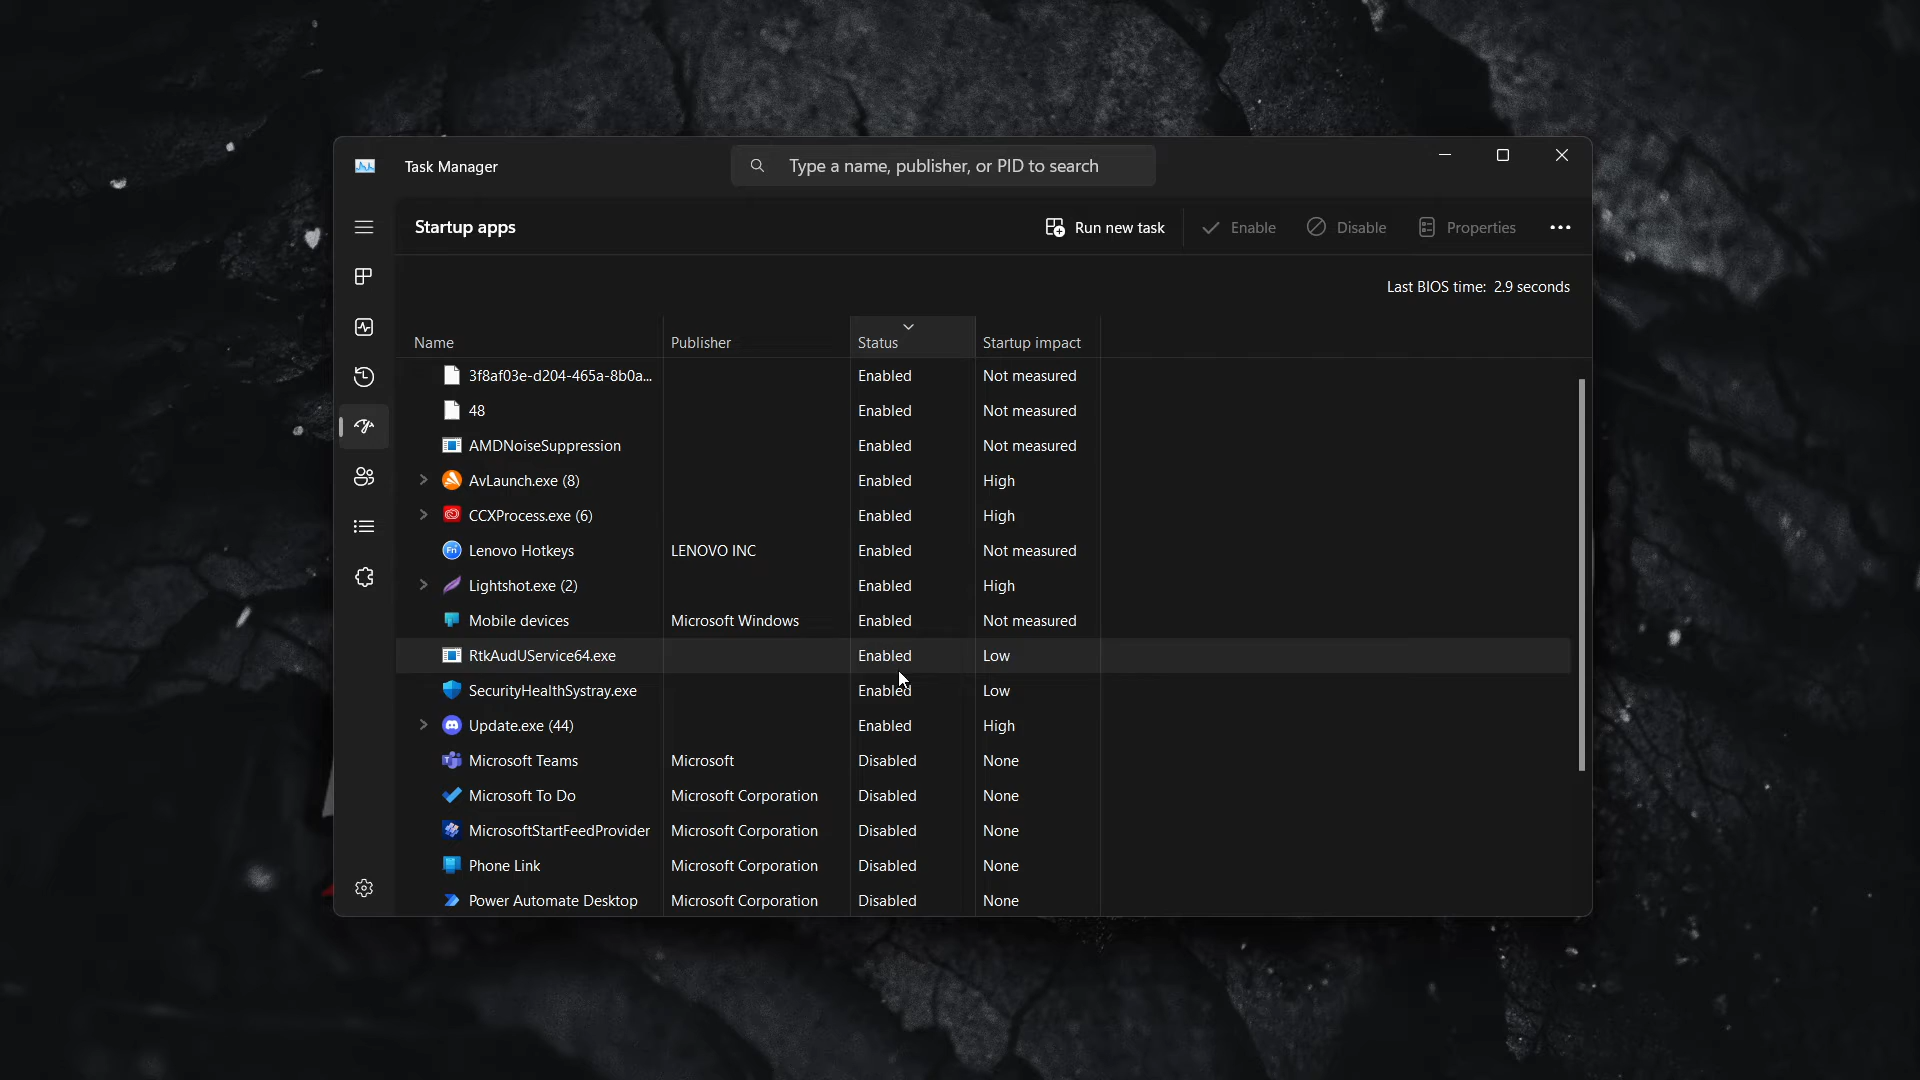 Task Manager
Type a name, publisher, or PID to search
Startup apps
Run new task
Enable
Disable
Properties
Last BIOS time: 2.9 seconds
Name Publisher Status Startup impact
3f8af03e-d204-465a-8b0a... Enabled Not measured
48 Enabled Not measured
AMDNoiseSuppression Enabled Not measured
AvLaunch.exe (8) Enabled High
CCXProcess.exe (6) Enabled High
Fn Lenovo Hotkeys LENOVO INC Enabled Not measured
Lightshot.exe (2) Enabled High
Mobile devices Microsoft Windows Enabled Not measured
RtkAudUService64.exe Enabled Low
SecurityHealthSystray.exe Enabled Low
Update.exe (44) Enabled High
Microsoft Teams Microsoft Disabled None
Microsoft To Do Microsoft Corporation Disabled None
MicrosoftStartFeedProvider Microsoft Corporation Disabled None
Phone Link Microsoft Corporation Disabled None
Power Automate Desktop Microsoft Corporation Disabled None